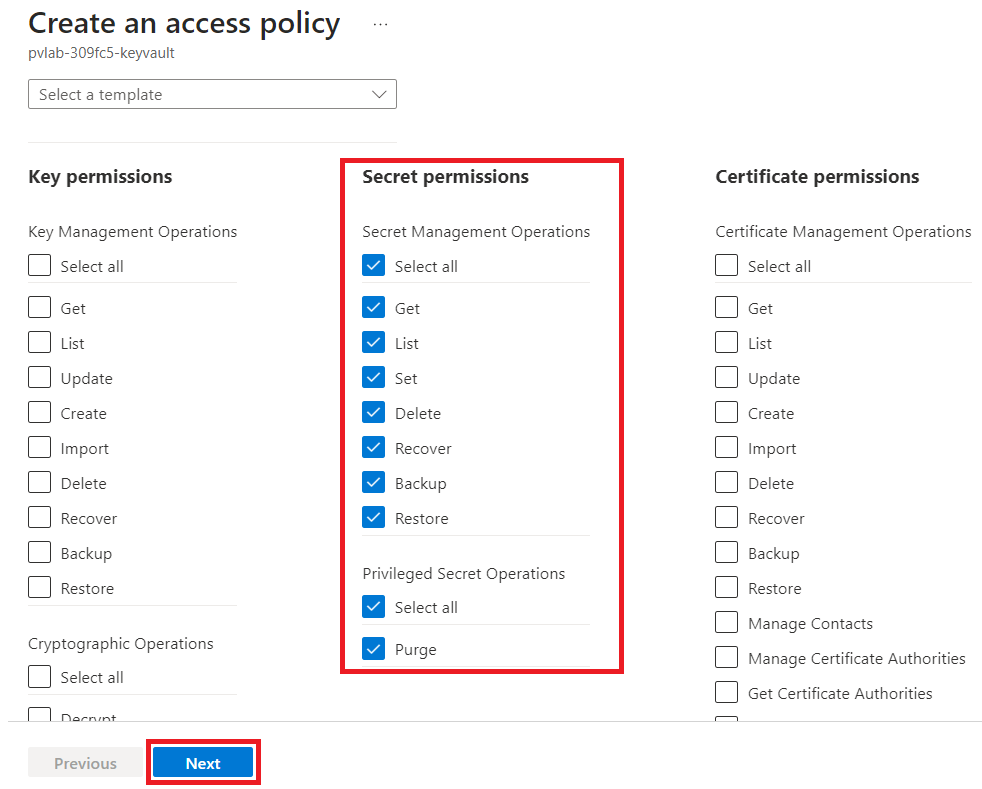 Create an access policy ...
pvlab-309fc5-keyvault
Select a template
Key permissions
Key Management Operations
Select all
Get
List
Update
Create
Import
Delete
Recover
Backup
Restore
Cryptographic Operations
Select all
Decrypt
Secret permissions
Secret Management Operations
Select all
Get
List
Set
Delete
Recover
Backup
Restore
Privileged Secret Operations
Select all
Purge
Certificate permissions
Certificate Management Operations
Select all
Get
List
Update
Create
Import
Delete
Recover
Backup
Restore
Manage Contacts
Manage Certificate Authorities
Get Certificate Authorities
Previous
Next